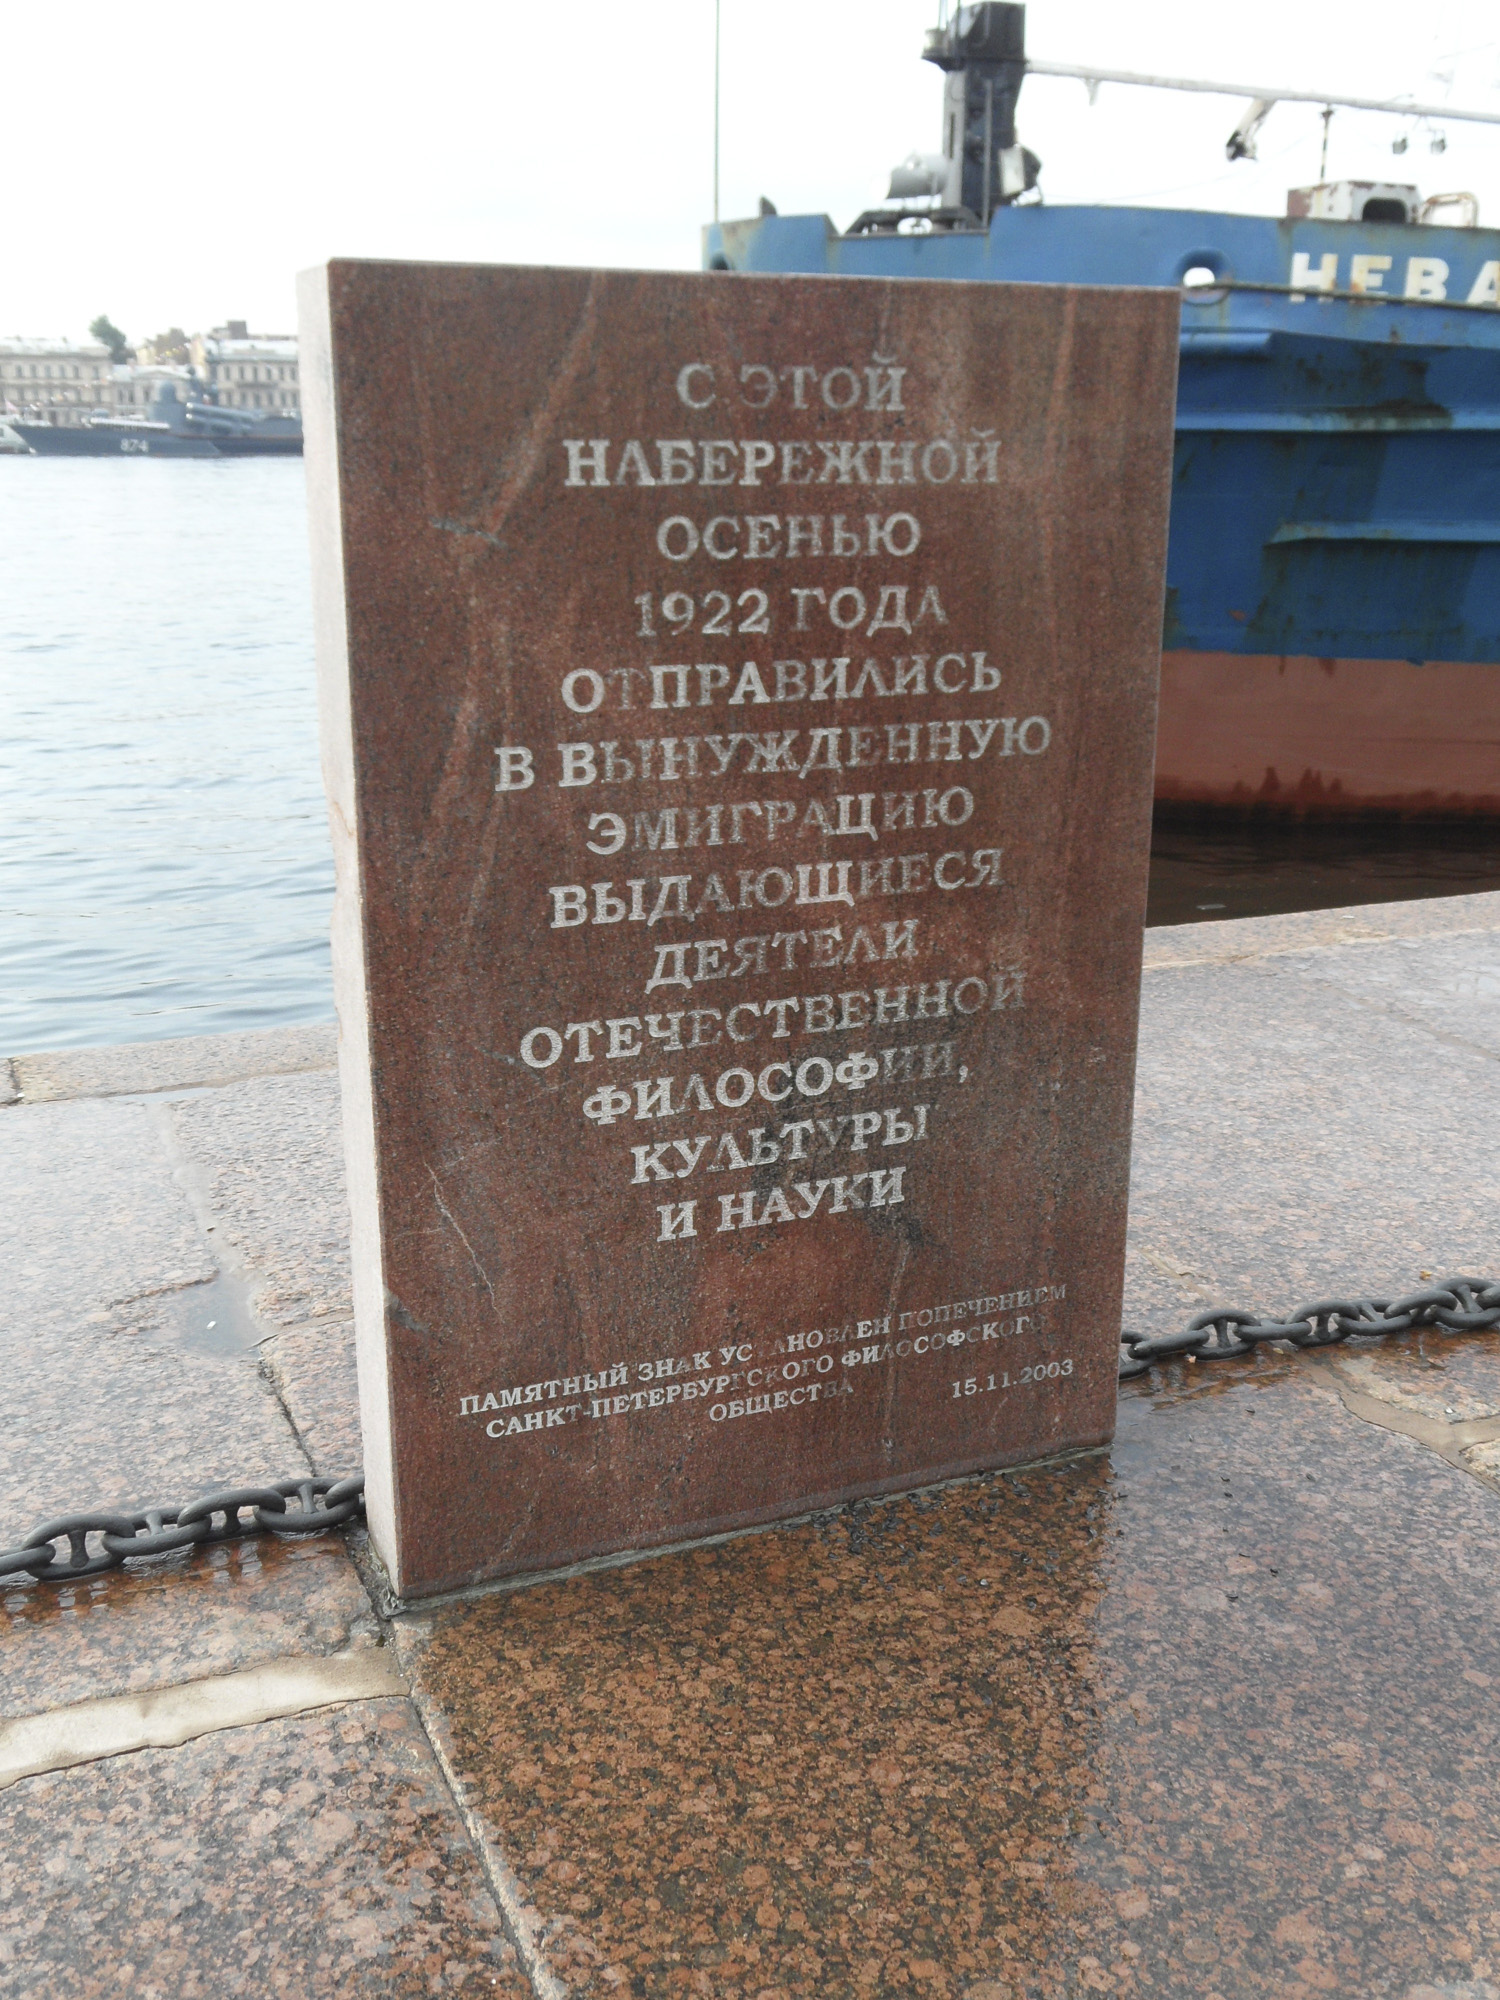 874
НЕВА
С ЭТОЙ
НАБЕРЕЖНОЙ
ОСЕНЬЮ
1922 ГОДА
ОТПРАВИЛИСЬ
В ВЫНУЖДЕННУЮ
ЭМИГРАЦИЮ
ВЫДАЮЩИЕСЯ
ДЕЯТЕЛИ
ОТЕЧЕСТВЕННОЙ
ФИЛОСОФИИ,
КУЛЬТУРЫ
И НАУКИ
ПАМЯТНЫЙ ЗНАК УСТАНОВЛЕН ПОПЕЧЕНИЕМ
САНКТ-ПЕТЕРБУРГСКОГО ФИЛОСОФСКОГО
ОБЩЕСТВА 15.11.2003